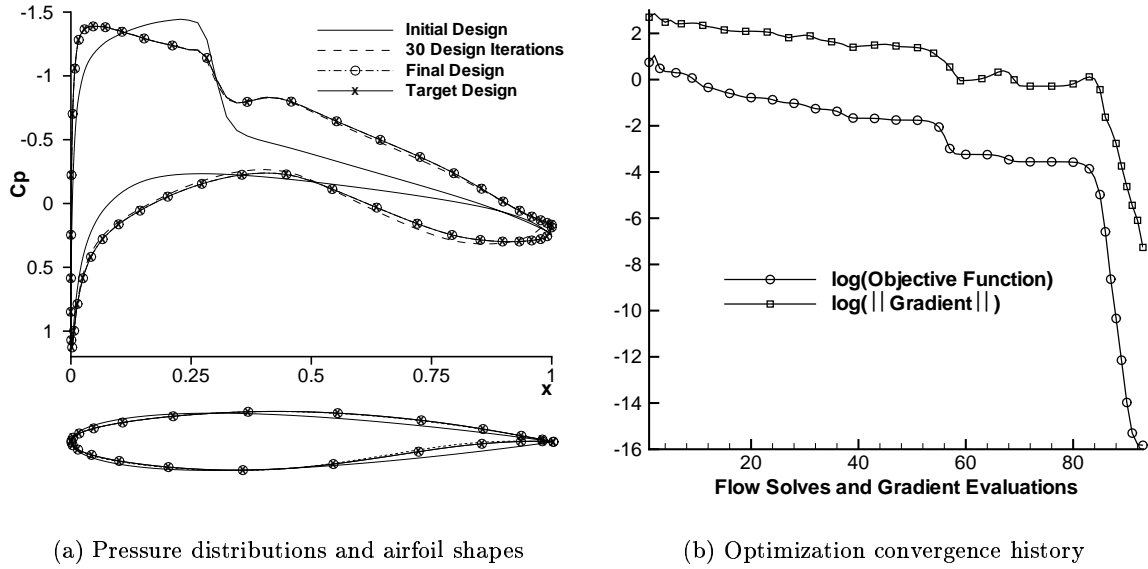 -1.5
-1
-0.5
0
0.5
1
Cp
Initial Design
30 Design Iterations
Final Design
Target Design
0 0.25 0.5 0.75 1
x
(a) Pressure distributions and airfoil shapes
2
0
-2
-4
-6
-8
-10
-12
-14
-16
log(Objective Function)
log(||Gradient||)
20 40 60 80
Flow Solves and Gradient Evaluations
(b) Optimization convergence history